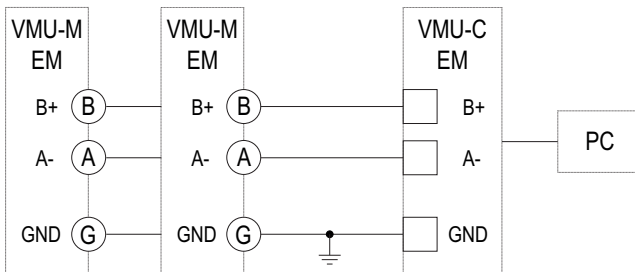 VMU-M
EM
VMU-M
EM
VMU-C
EM
B+ B
B+ B
B+
A- A
A- A
A-
PC
GND G
GND G
GND